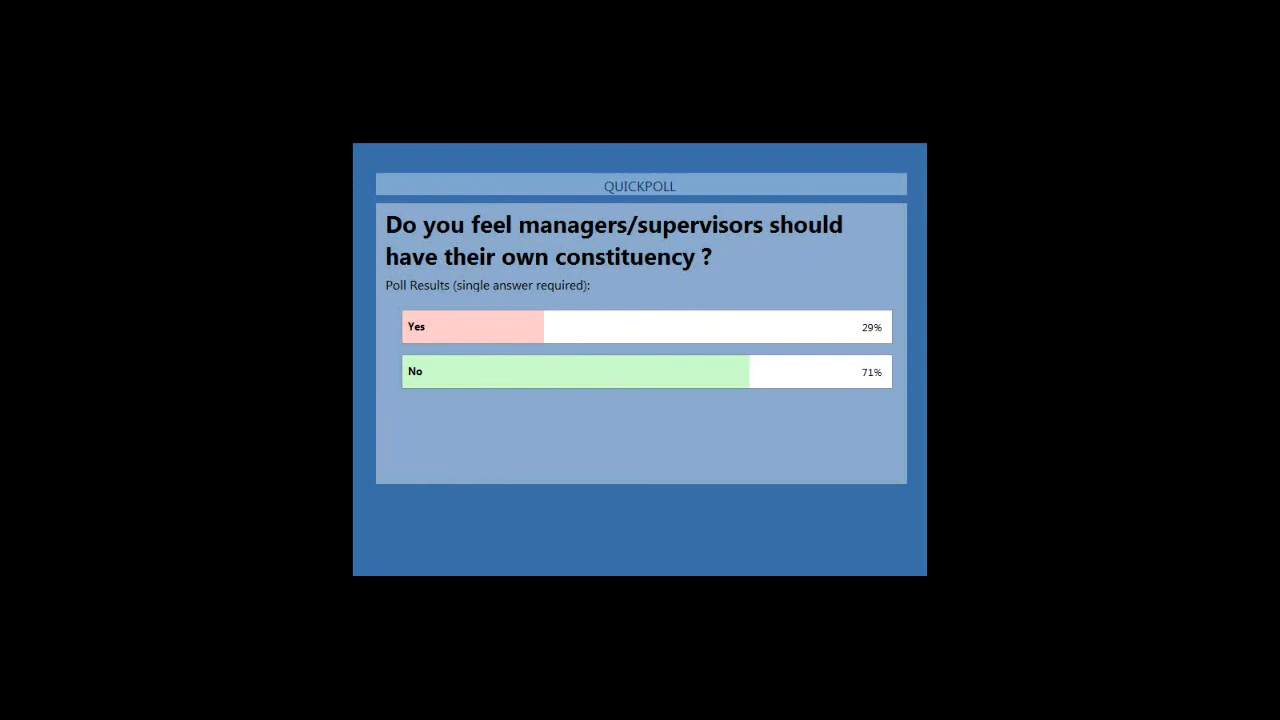 QUICKPOLL
Do you feel managers/supervisors should
have their own constituency ?
Poll Results (single answer required):
Yes 29%
No 71%